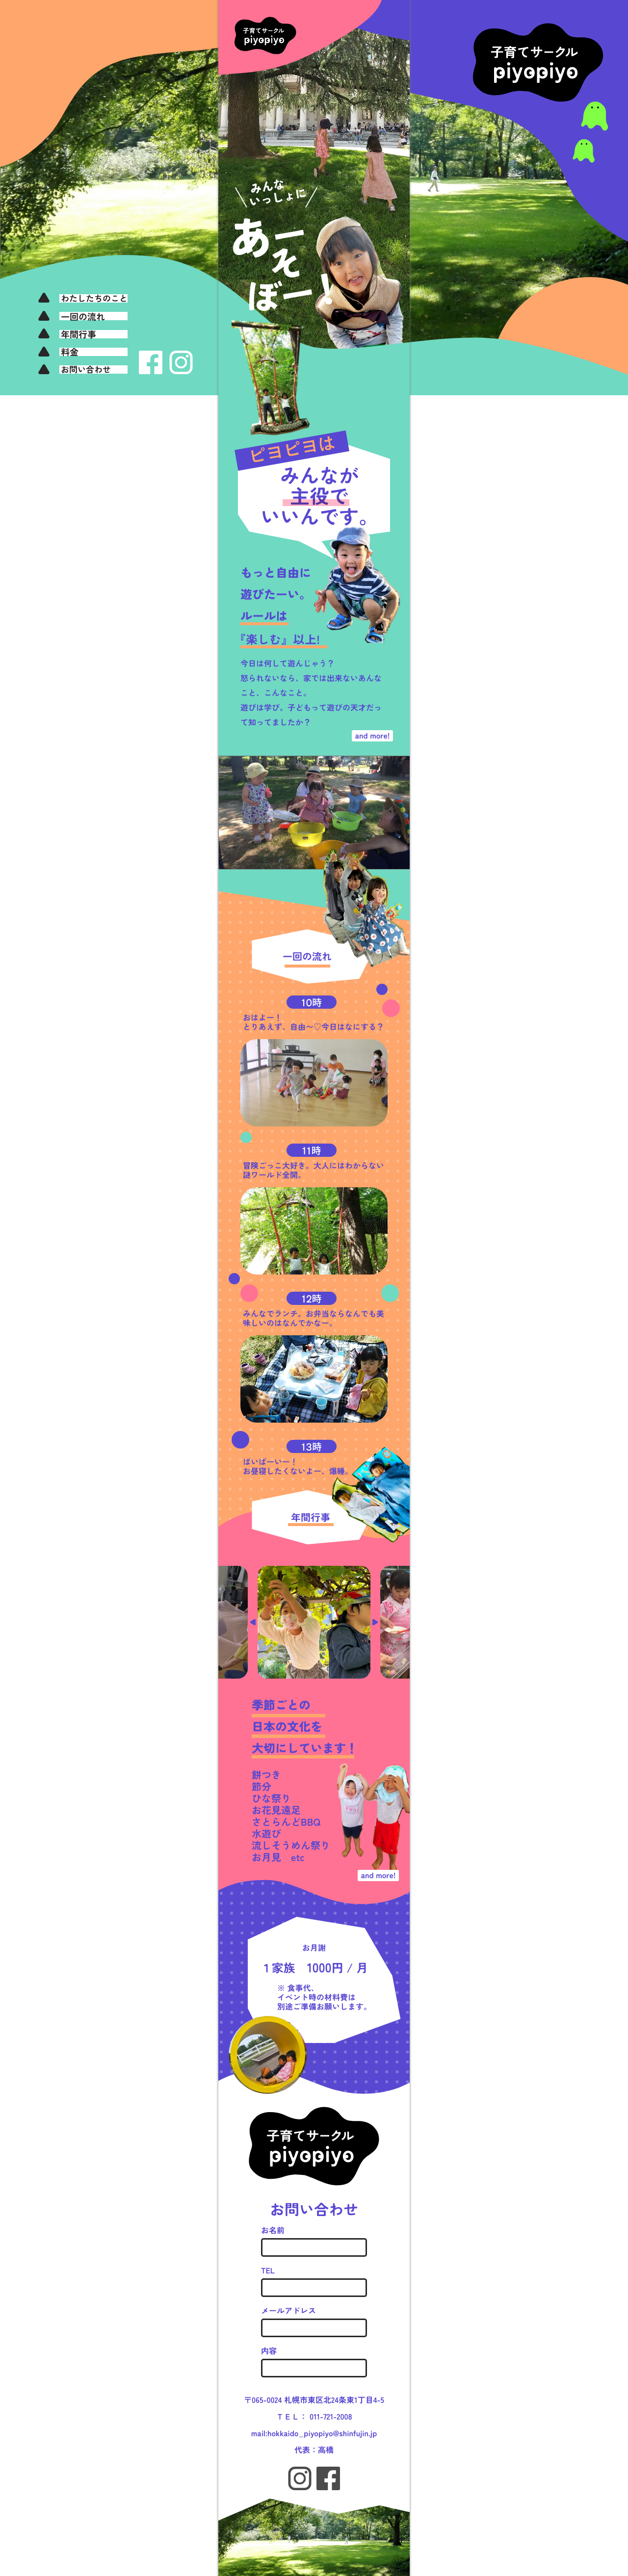 子育てサークル
piyopiyo
子育てサークル
piyopiyo
みんな
いっしょに
あー
そ
ぼー!
わたしたちのこと
一回の流れ
年間行事
料金
お問い合わせ
ピヨピヨは
みんなが
主役で
いいんです。
もっと自由に
遊びたーい。
ルールは
『楽しむ』以上!
今日は何して遊んじゃう？
怒られないなら、家では出来ないあんな
こと、こんなこと。
遊びは学び。子どもって遊びの天才だっ
て知ってましたか？
and more!
一回の流れ
10時
おはよー！
とりあえず、自由〜♡今日はなにする？
11時
冒険ごっこ大好き。大人にはわからない
謎ワールド全開。
12時
みんなでランチ。お弁当ならなんでも美
味しいのはなんでかなー。
13時
ばいばーいー！
お昼寝したくないよー、爆睡。
年間行事
季節ごとの
日本の文化を
大切にしています！
餅つき
節分
ひな祭り
お花見遠足
さとらんどBBQ
水遊び
流しそうめん祭り
お月見　etc
and more!
お月謝
１家族　1000円 / 月
※ 食事代、
イベント時の材料費は
別途ご準備お願いします。
子育てサークル
piyopiyo
お問い合わせ
お名前
TEL
メールアドレス
内容
〒065-0024 札幌市東区北24条東1丁目4-5
ＴＥＬ： 011-721-2008
mail:hokkaido_piyopiyo@shinfujin.jp
代表：高橋